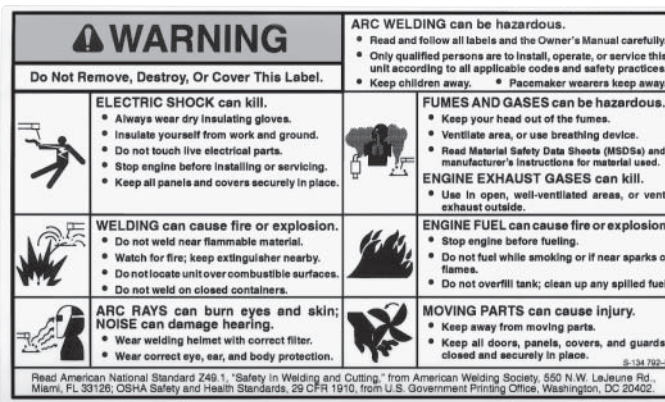 WARNING
Do Not Remove, Destroy, Or Cover This Label.
ARC WELDING can be hazardous.
• Read and follow all labels and the Owner's Manual carefully.
• Only qualified persons are to install, operate, or service this
unit according to all applicable codes and safety practices.
• Keep children away. • Pacemaker wearers keep away.
ELECTRIC SHOCK can kill.
• Always wear dry insulating gloves.
• Insulate yourself from work and ground.
• Do not touch live electrical parts.
• Stop engine before installing or servicing.
• Keep all panels and covers securely in place.
FUMES AND GASES can be hazardous.
• Keep your head out of the fumes.
• Ventilate area, or use breathing device.
• Read Material Safety Data Sheets (MSDSs) and
manufacturer's instructions for material used.
ENGINE EXHAUST GASES can kill.
• Use in open, well-ventilated areas, or vent
exhaust outside.
WELDING can cause fire or explosion.
• Do not weld near flammable material.
• Watch for fire; keep extinguisher nearby.
• Do not locate unit over combustible surfaces.
• Do not weld on closed containers.
ENGINE FUEL can cause fire or explosion
• Stop engine before fueling.
• Do not fuel while smoking or if near sparks
flames.
• Do not overfill tank; clean up any spilled fuel
ARC RAYS can burn eyes and skin;
NOISE can damage hearing.
• Wear welding helmet with correct filter.
• Wear correct eye, ear, and body protection.
MOVING PARTS can cause injury.
• Keep away from moving parts.
• Keep all doors, panels, covers, and guards
closed and securely in place.
S-134 792
Read American National Standard Z49.1, "Safety in Welding and Cutting," from American Welding Society, 550 N.W. LeJeune Rd.,
Miami, FL 33126; OSHA Safety and Health Standards, 29 CFR 1910, from U.S. Government Printing Office, Washington, DC 20402.